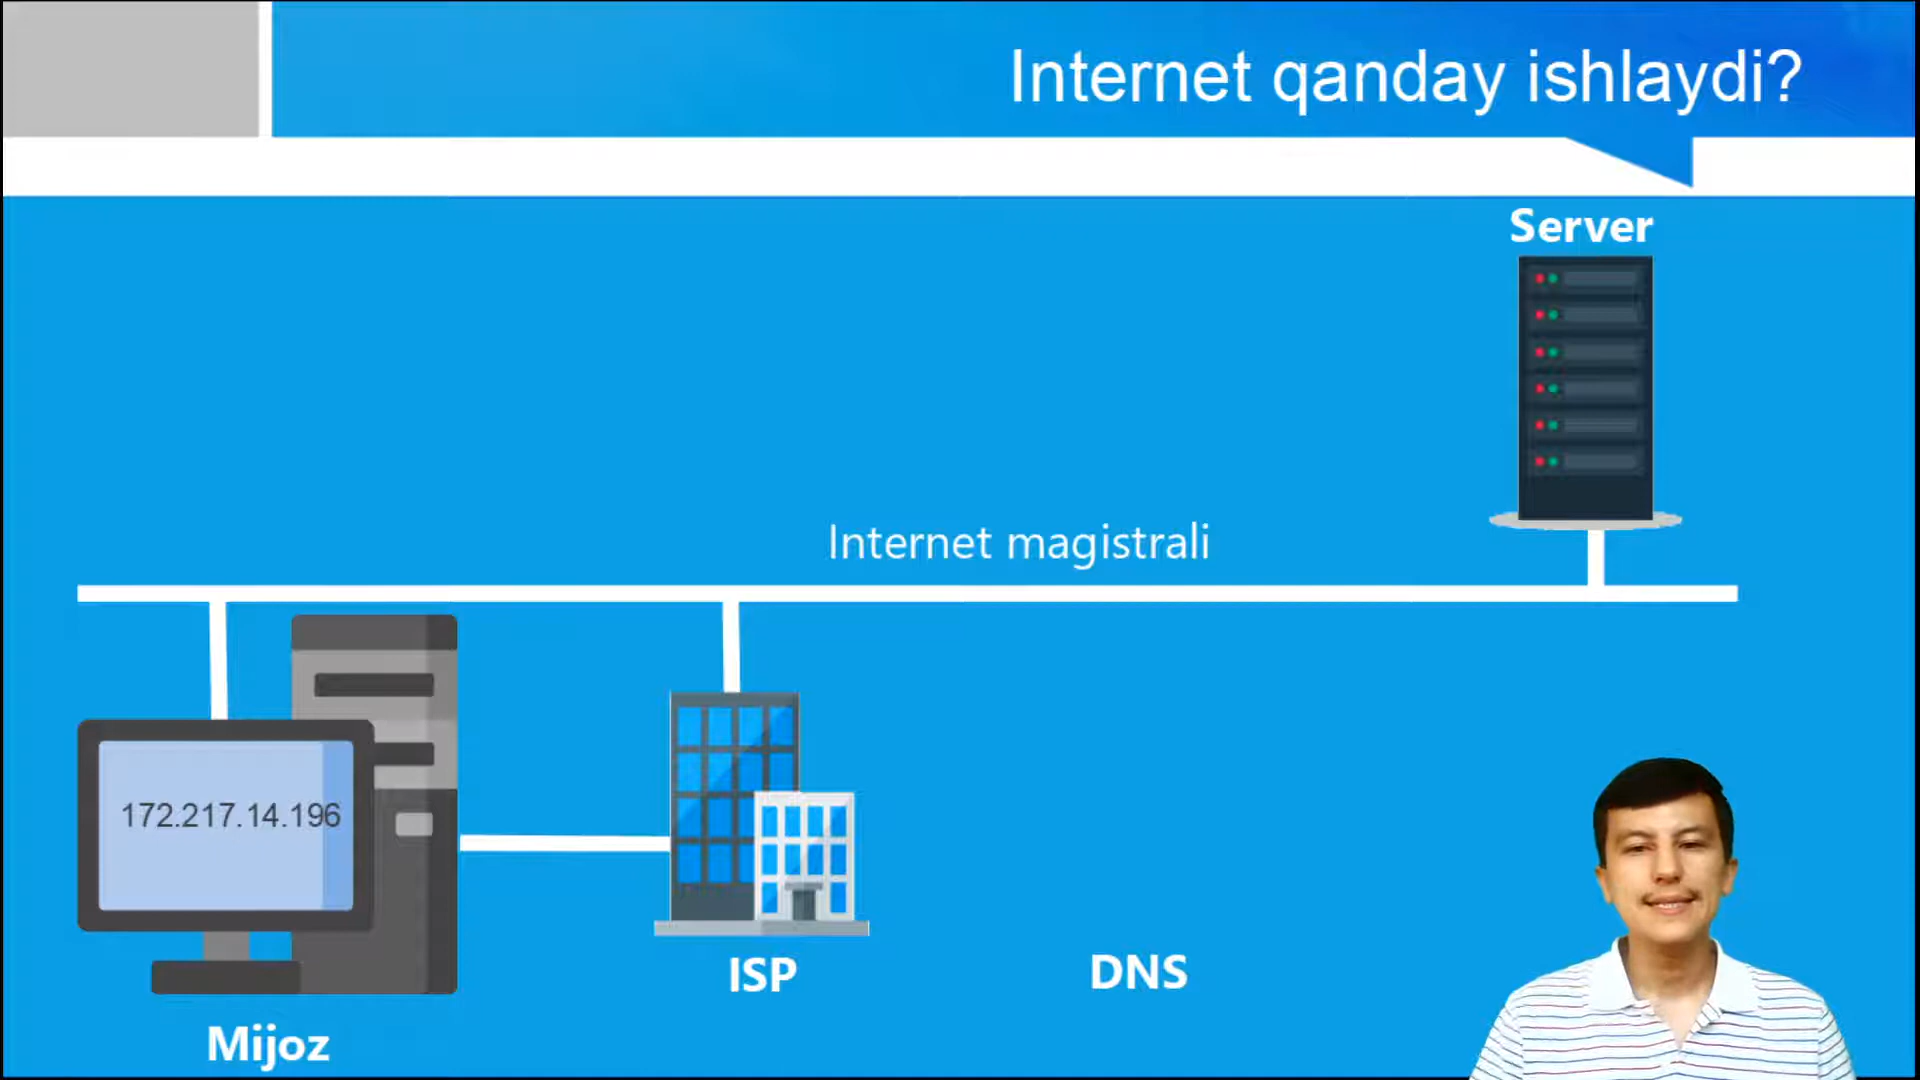 Internet qanday ishlaydi?
Server
Internet magistrali
172.217.14.196
ISP
DNS
Mijoz